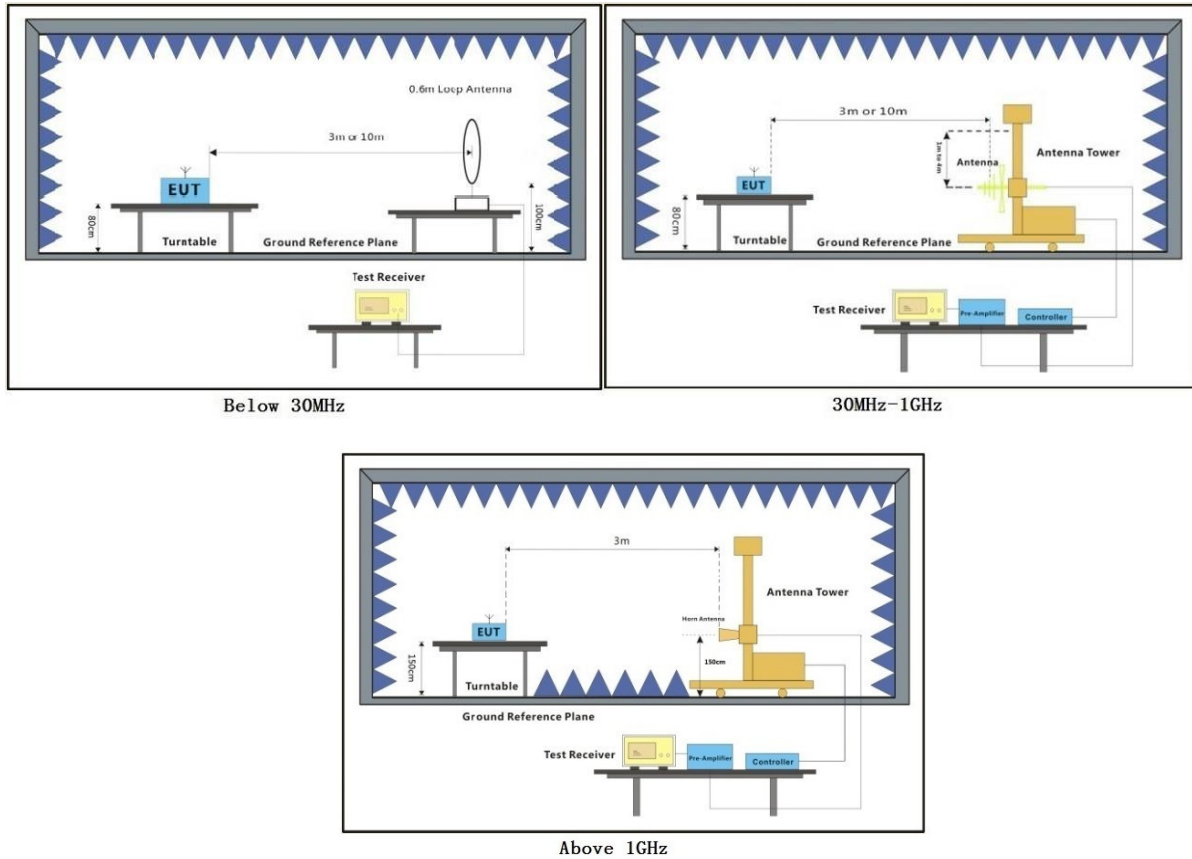 0.6m Loop Antenna
3m or 10m
EUT
80cm
100cm
Turntable
Ground Reference Plane
Test Receiver
Below 30MHz
3m or 10m
1m to 4m
Antenna
Antenna Tower
EUT
80cm
Turntable
Ground Reference Plane
Test Receiver
Pre-Amplifier
Controller
30MHz-1GHz
3m
Antenna Tower
Horn Antenna
EUT
150cm
150cm
Turntable
Ground Reference Plane
Test Receiver
Pre-Amplifier
Controller
Above 1GHz